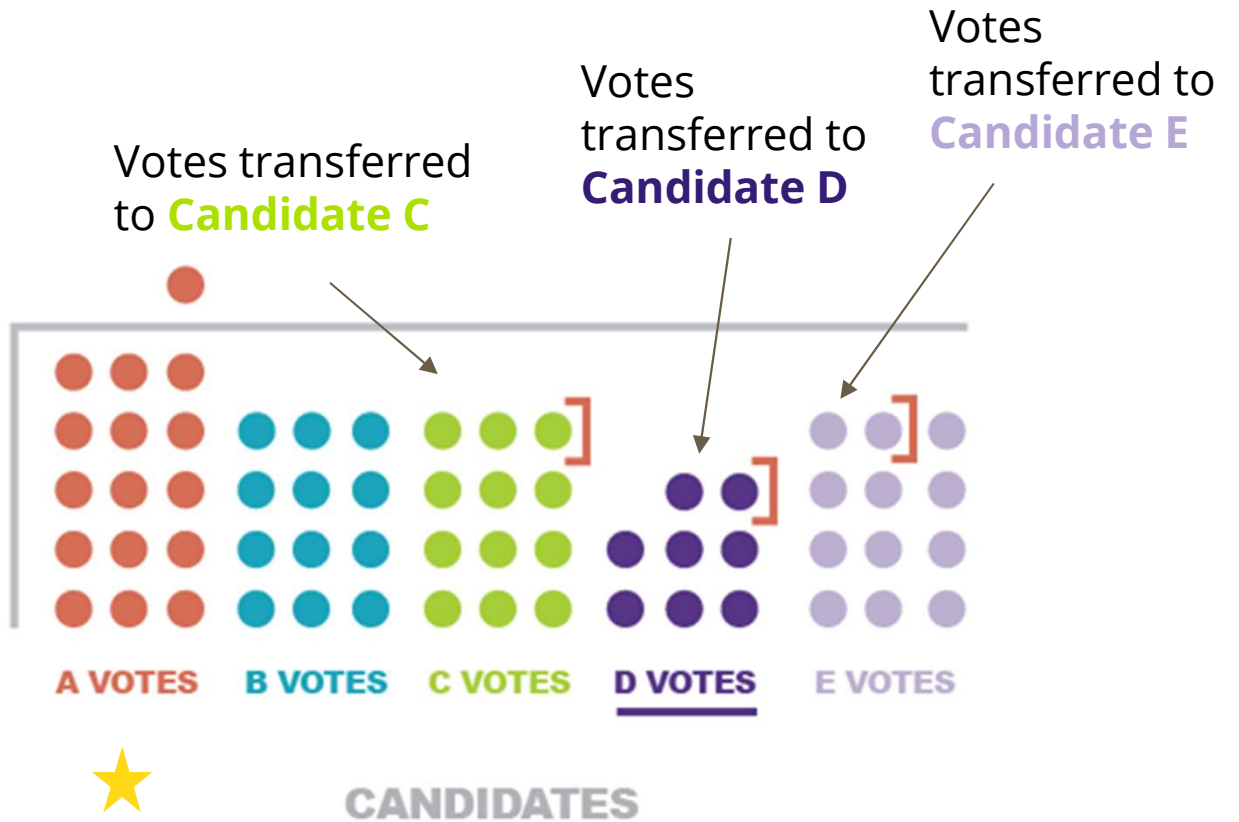 Votes transferred
to Candidate C
Votes
transferred to
Candidate D
Votes
transferred to
Candidate E
A VOTES
B VOTES
C VOTES
D VOTES
E VOTES
CANDIDATES